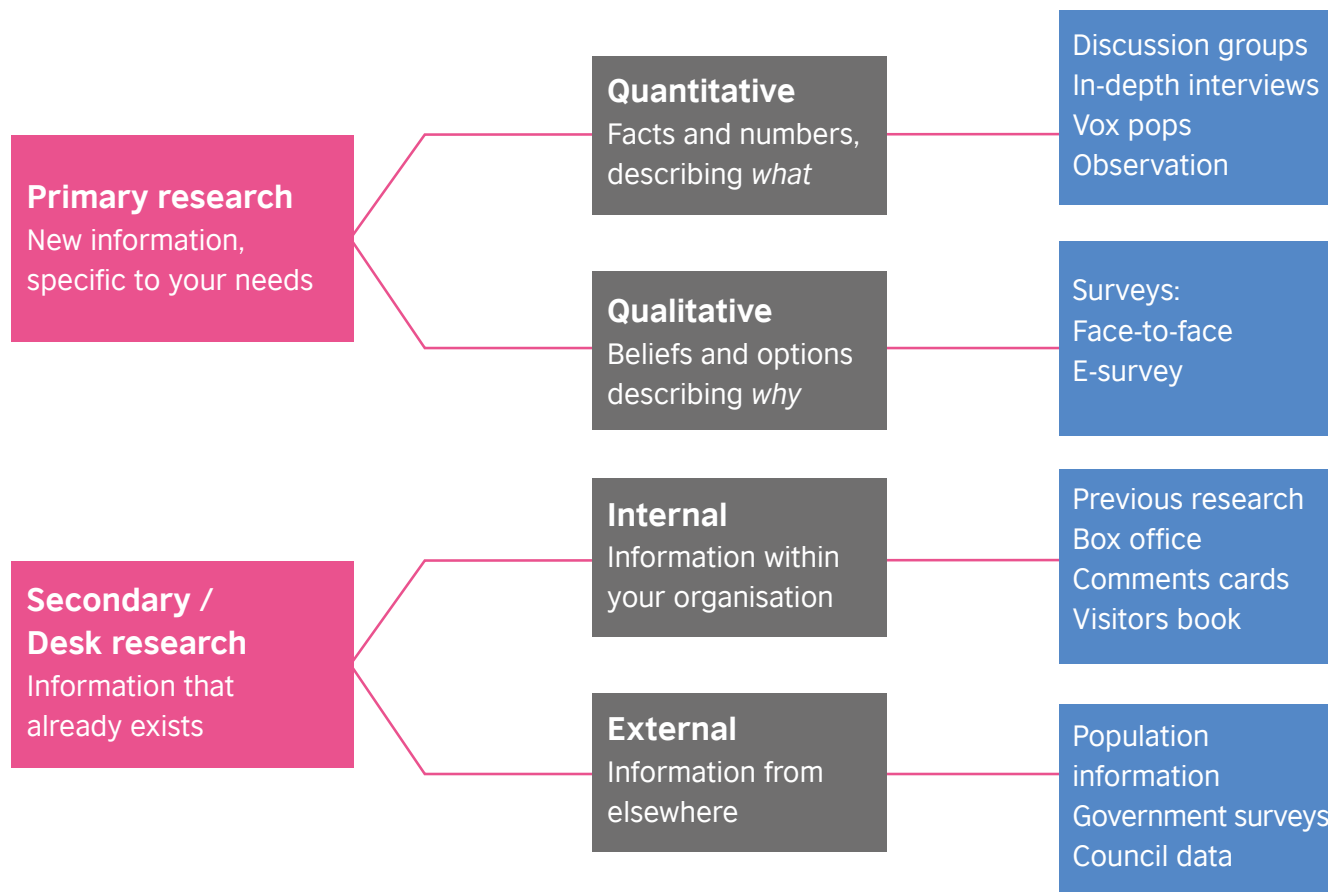 Primary research
New information,
specific to your needs
Quantitative
Facts and numbers,
describing what
Discussion groups
In-depth interviews
Vox pops
Observation
Qualitative
Beliefs and options
describing why
Surveys:
Face-to-face
E-survey
Secondary /
Desk research
Information that
already exists
Internal
Information within
your organisation
Previous research
Box office
Comments cards
Visitors book
External
Information from
elsewhere
Population
information
Government surveys
Council data